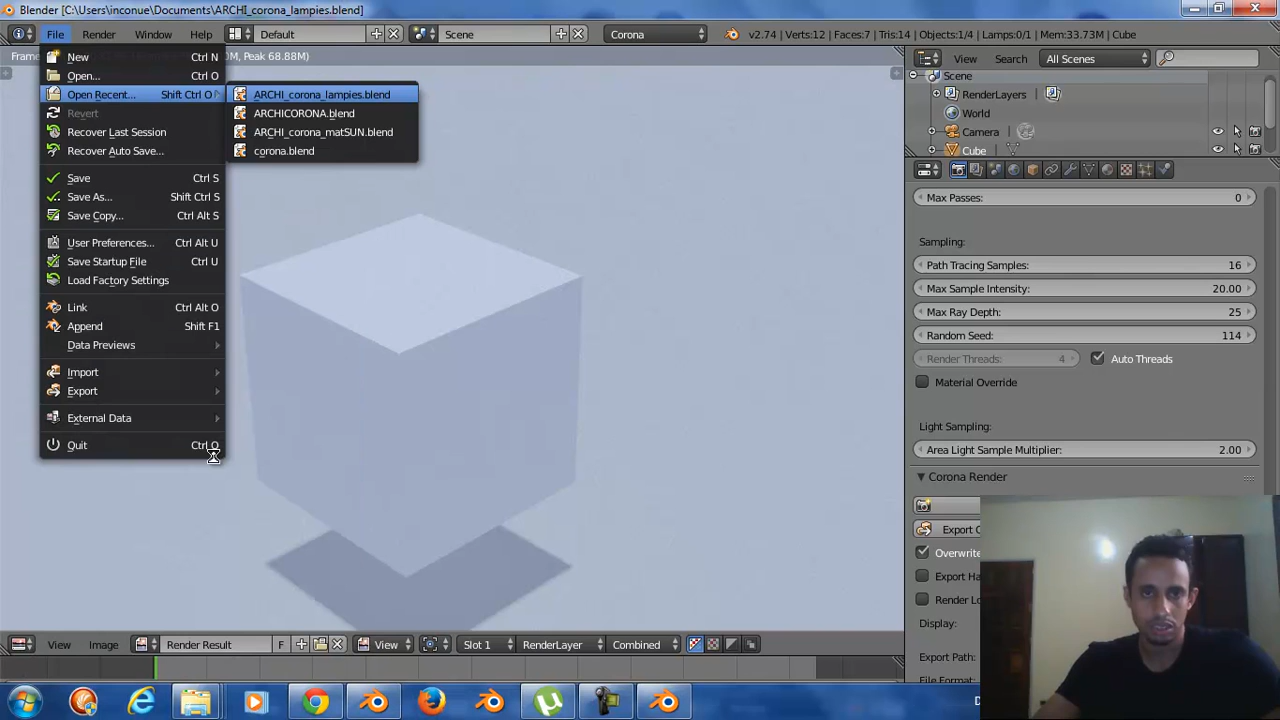 Blender [C:\Users\inconue\Documents\ARCHI_corona_lampies.blend]
File Render Window Help Default Scene Corona v2.74 | Verts:12 | Faces:7 | Tris:14 | Objects:1/4 | Lamps:0/1 | Mem:33.73M | Cube
Frame M, Peak 68.88M)
New Ctrl N
Open... Ctrl O
Open Recent... Shift Ctrl O
Revert
Recover Last Session
Recover Auto Save...
Save Ctrl S
Save As... Shift Ctrl S
Save Copy... Ctrl Alt S
User Preferences... Ctrl Alt U
Save Startup File Ctrl U
Load Factory Settings
Link Ctrl Alt O
Append Shift F1
Data Previews
Import
Export
External Data
Quit Ctrl Q
ARCHI_corona_lampies.blend
ARCHICORONA.blend
ARCHI_corona_matSUN.blend
corona.blend
View Search All Scenes
Scene
RenderLayers
World
Camera
Cube
Max Passes: 0
Sampling:
Path Tracing Samples: 16
Max Sample Intensity: 20.00
Max Ray Depth: 25
Random Seed: 114
Render Threads: 4 Auto Threads
Material Override
Light Sampling:
Area Light Sample Multiplier: 2.00
Corona Render
Export
Overwrite
Export
Render
Display:
Export Path:
File Format:
View Image Render Result F View Slot 1 RenderLayer Combined